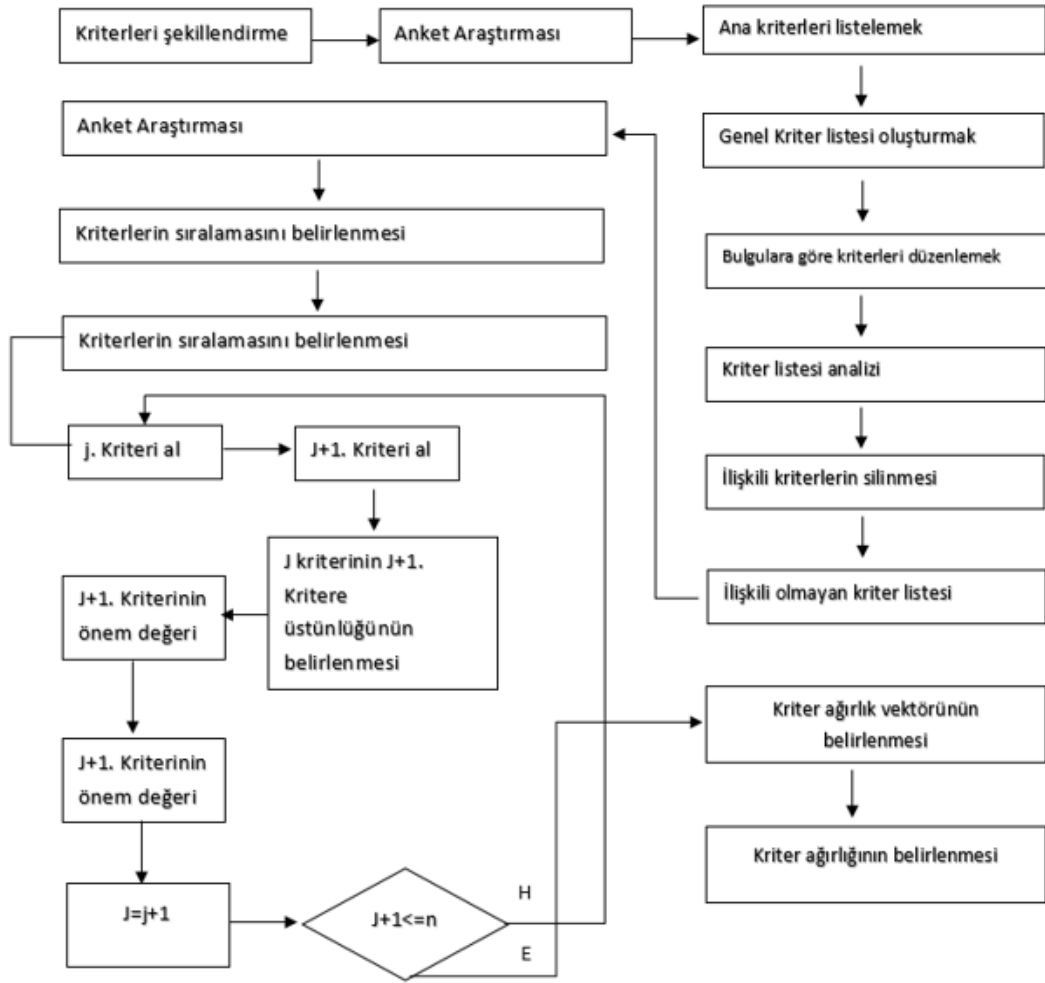 Kriterleri şekillendirme
Anket Araştırması
Ana kriterleri listelemek
Genel Kriter listesi oluşturmak
Bulgulara göre kriterleri düzenlemek
Kriter listesi analizi
İlişkili kriterlerin silinmesi
İlişkili olmayan kriter listesi
Anket Araştırması
Kriterlerin sıralamasını belirlenmesi
Kriterlerin sıralamasını belirlenmesi
j. Kriteri al
J+1. Kriteri al
J kriterinin J+1.
Kritere
üstünlüğünün
belirlenmesi
J+1. Kriterinin
önem değeri
J+1. Kriterinin
önem değeri
J=j+1
J+1<=n
H
E
Kriter ağırlık vektörünün
belirlenmesi
Kriter ağırlığının belirlenmesi